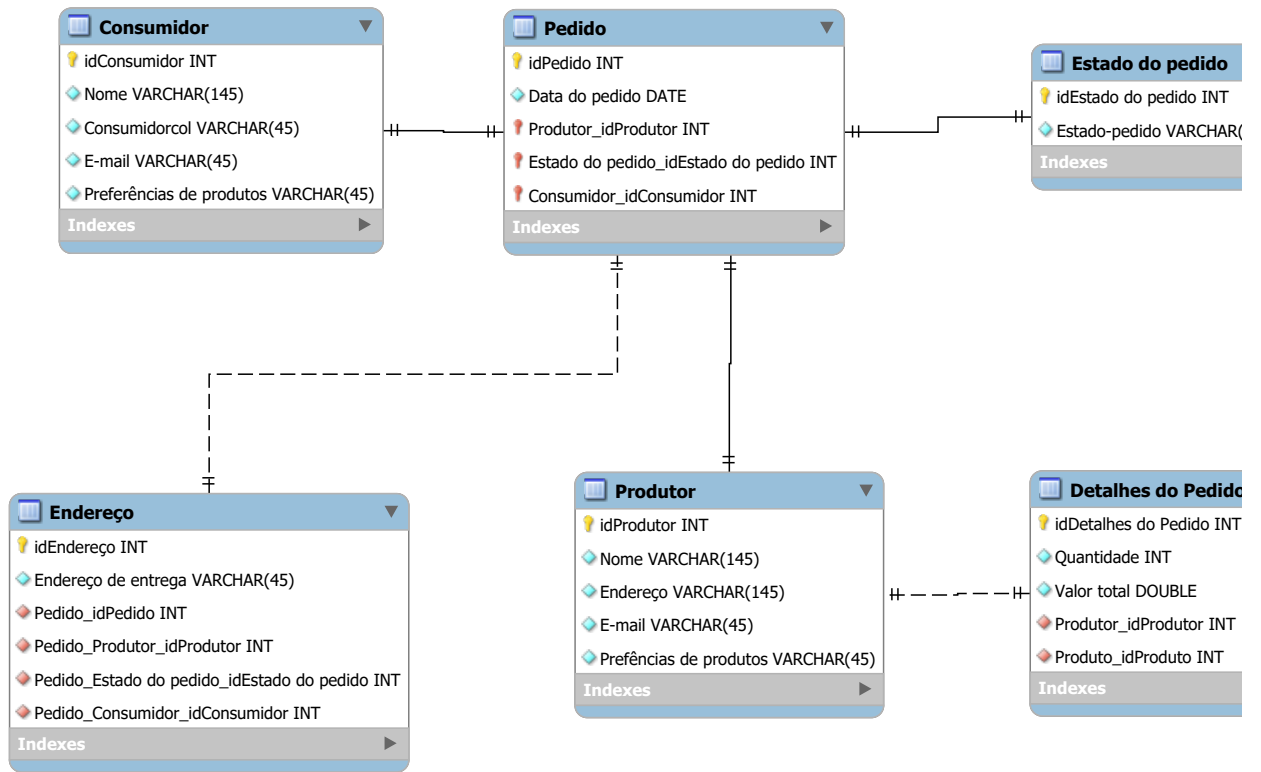 Consumidor
idConsumidor INT
Nome VARCHAR(145)
Consumidorcol VARCHAR(45)
E-mail VARCHAR(45)
Preferências de produtos VARCHAR(45)
Indexes
Pedido
idPedido INT
Data do pedido DATE
Produtor_idProdutor INT
Estado do pedido_idEstado do pedido INT
Consumidor_idConsumidor INT
Indexes
Estado do pedido
idEstado do pedido INT
Estado-pedido VARCHAR(
Indexes
Endereço
idEndereço INT
Endereço de entrega VARCHAR(45)
Pedido_idPedido INT
Pedido_Produtor_idProdutor INT
Pedido_Estado do pedido_idEstado do pedido INT
Pedido_Consumidor_idConsumidor INT
Indexes
Produtor
idProdutor INT
Nome VARCHAR(145)
Endereço VARCHAR(145)
E-mail VARCHAR(45)
Prefências de produtos VARCHAR(45)
Indexes
Detalhes do Pedido
idDetalhes do Pedido INT
Quantidade INT
Valor total DOUBLE
Produtor_idProdutor INT
Produto_idProduto INT
Indexes